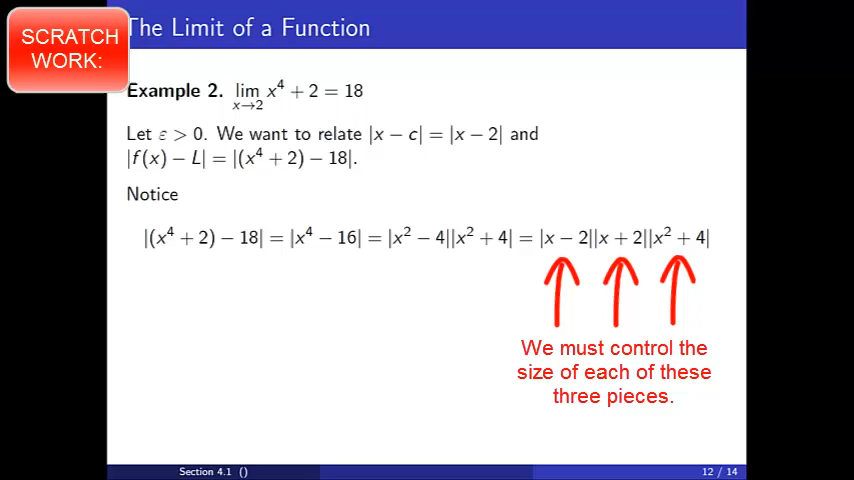 SCRATCH
WORK:
The Limit of a Function
Example 2. lim x→2 x⁴ + 2 = 18
Let ε > 0. We want to relate |x − c| = |x − 2| and
|f(x) − L| = |(x⁴ + 2) − 18|.
Notice
|(x⁴ + 2) − 18| = |x⁴ − 16| = |x² − 4||x² + 4| = |x − 2||x + 2||x² + 4|
We must control the
size of each of these
three pieces.
Section 4.1 () 12 / 14